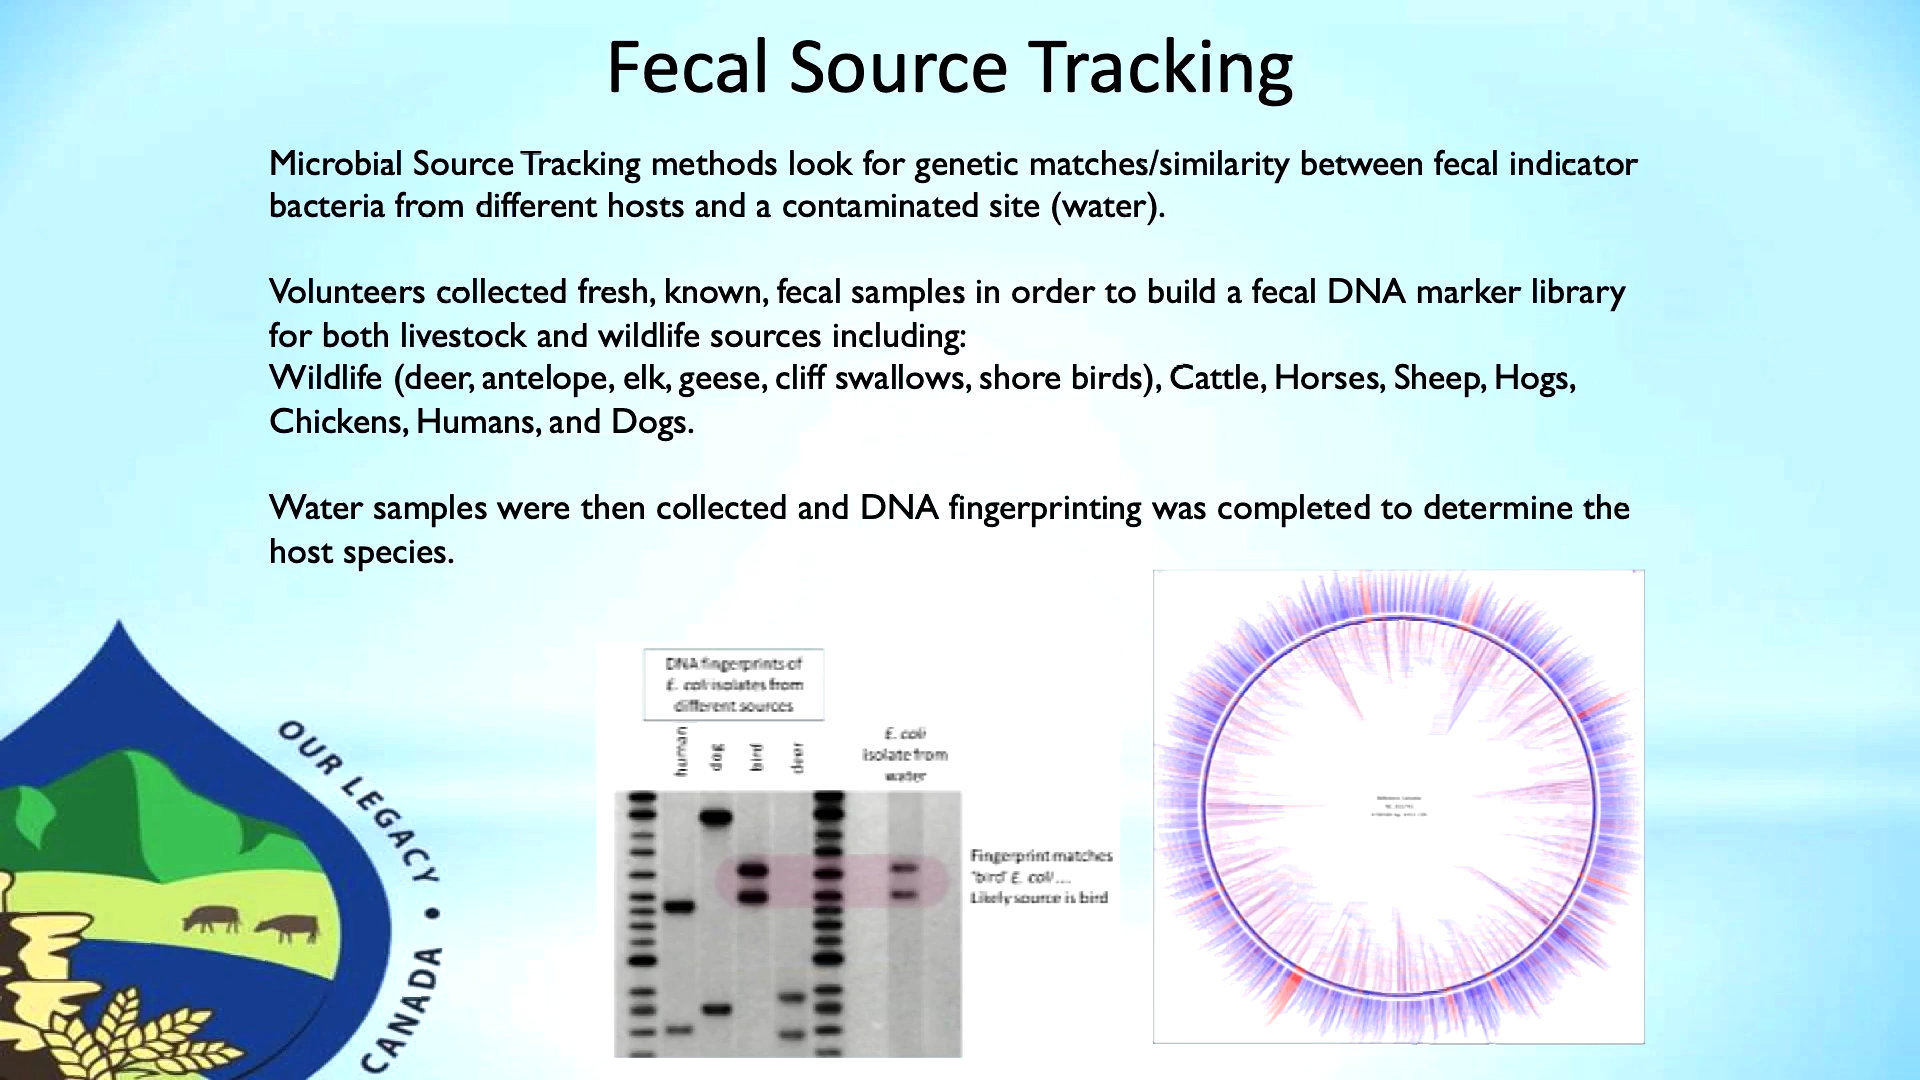 Fecal Source Tracking
Microbial Source Tracking methods look for genetic matches/similarity between fecal indicator
bacteria from different hosts and a contaminated site (water).
Volunteers collected fresh, known, fecal samples in order to build a fecal DNA marker library
for both livestock and wildlife sources including:
Wildlife (deer, antelope, elk, geese, cliff swallows, shore birds), Cattle, Horses, Sheep, Hogs,
Chickens, Humans, and Dogs.
Water samples were then collected and DNA fingerprinting was completed to determine the
host species.
DNA fingerprints of
E. coli isolates from
different sources
human
dog
bird
deer
E. coli
isolate from
water
Fingerprint matches
'bird' E. coli ...
Likely source is bird
OUR LEGACY •
CANADA